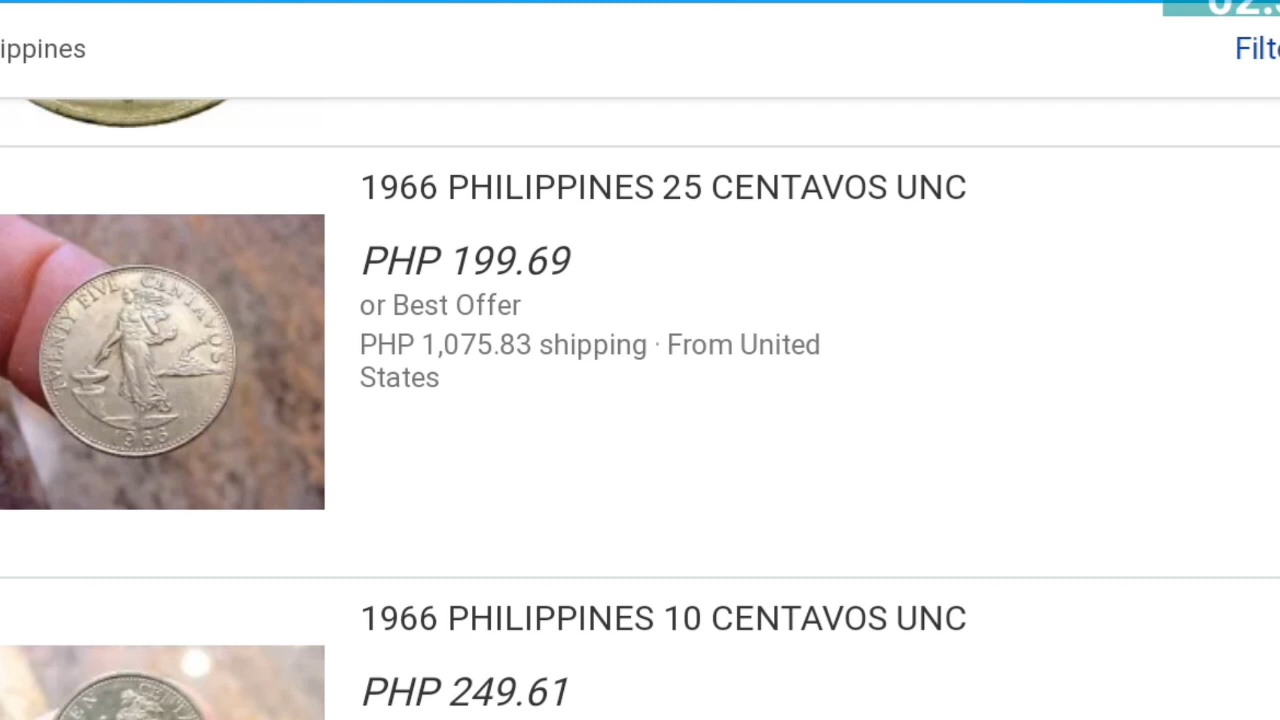 ippines
Filt
1966 PHILIPPINES 25 CENTAVOS UNC
PHP 199.69
or Best Offer
PHP 1,075.83 shipping · From United
States
TWENTY FIVE CENTAVOS
1966
1966 PHILIPPINES 10 CENTAVOS UNC
PHP 249.61